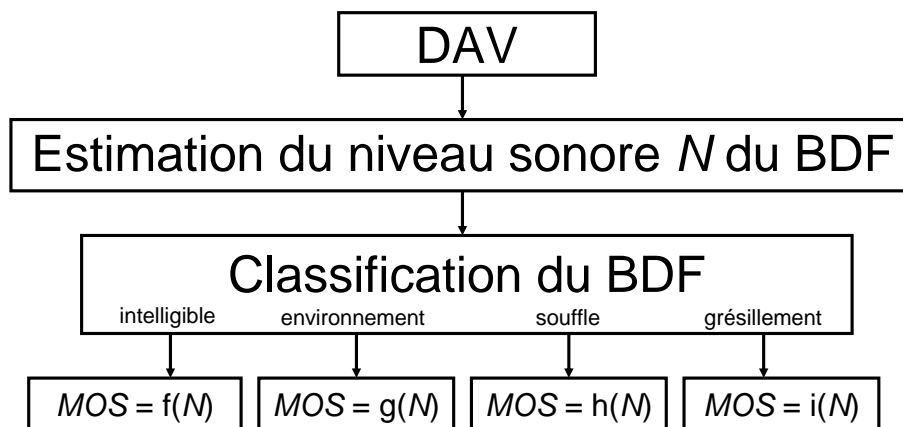 DAV
Estimation du niveau sonore N du BDF
Classification du BDF
intelligible environnement souffle grésillement
MOS = f(N) MOS = g(N) MOS = h(N) MOS = i(N)